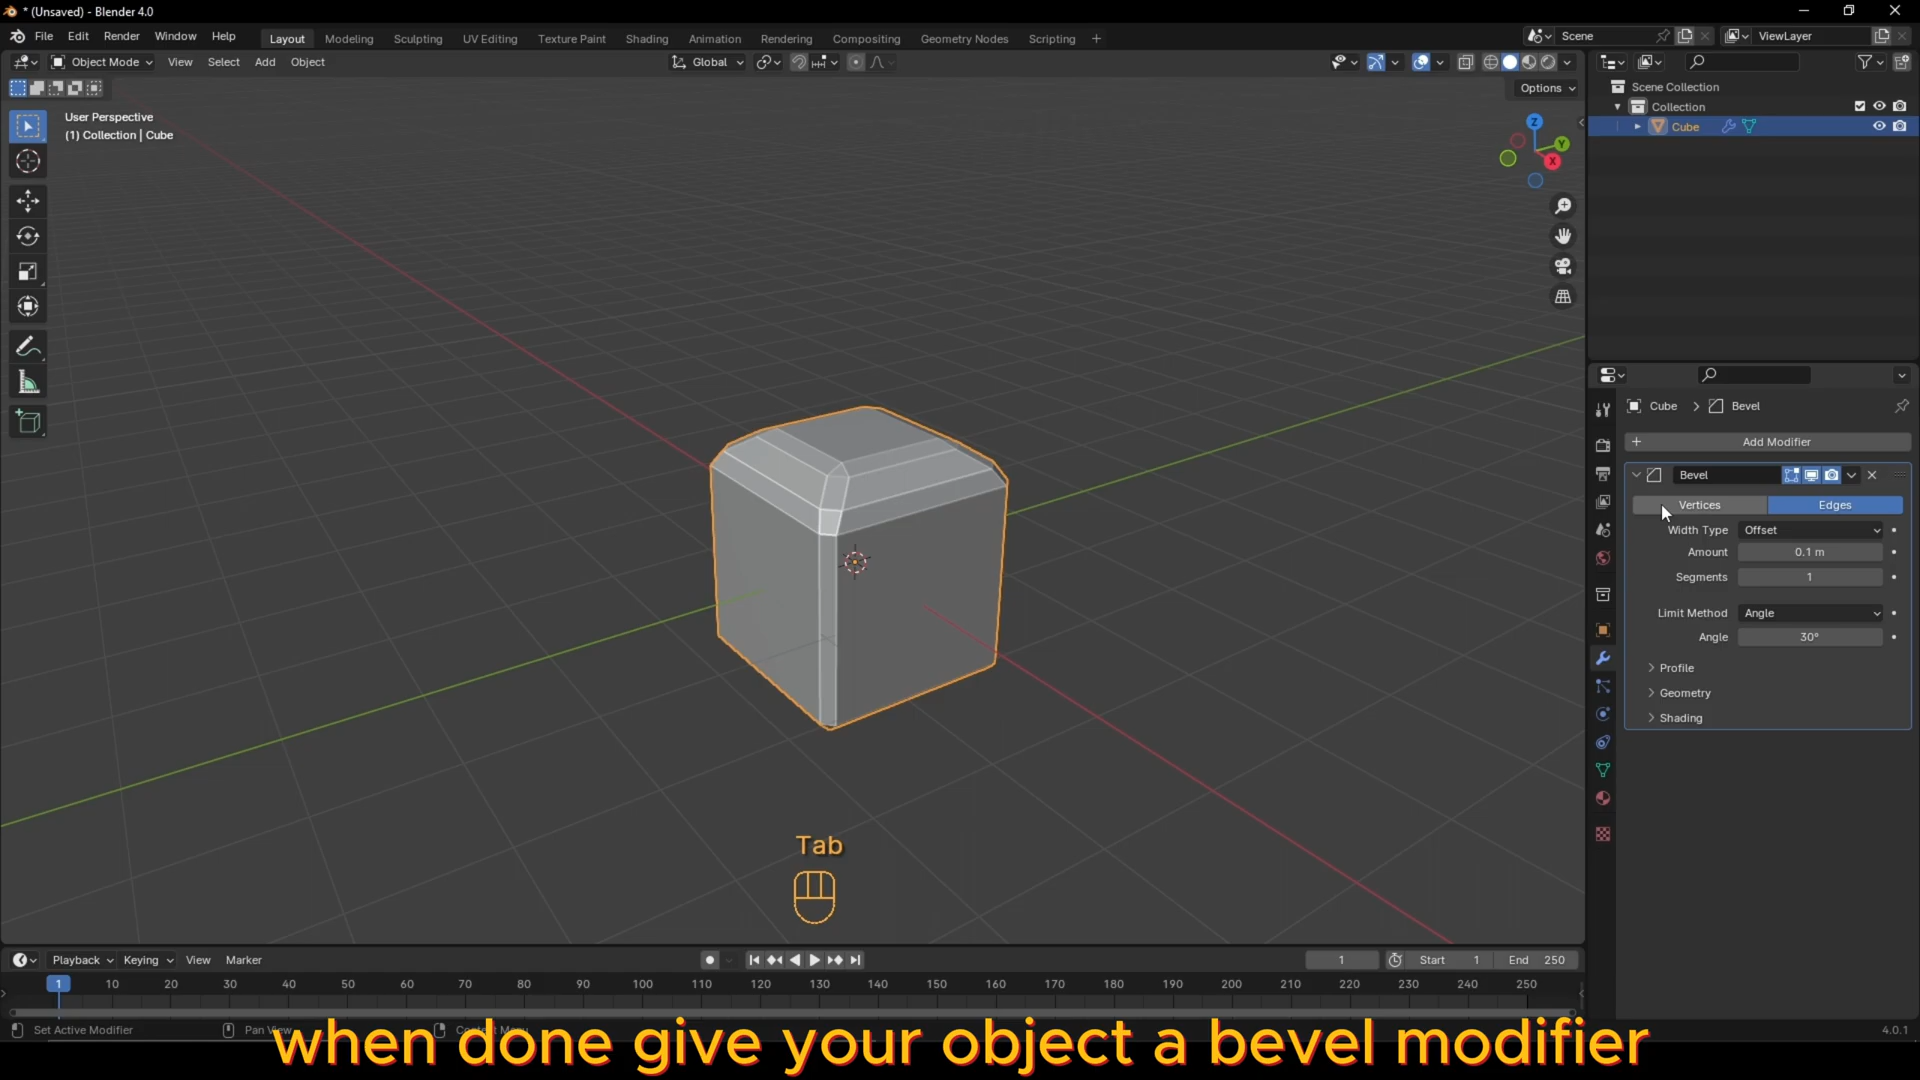 * (Unsaved) - Blender 4.0
File Edit Render Window Help
Layout Modeling Sculpting UV Editing Texture Paint Shading Animation Rendering Compositing Geometry Nodes Scripting +
Scene
ViewLayer
Object Mode View Select Add Object
Global
Options
User Perspective
(1) Collection | Cube
Z
Y
X
Scene Collection
Collection
Cube
Cube > Bevel
+ Add Modifier
Bevel
Vertices Edges
Width Type Offset
Amount 0.1 m
Segments 1
Limit Method Angle
Angle 30°
Profile
Geometry
Shading
Tab
Playback Keying View Marker
1 Start 1 End 250
1 10 20 30 40 50 60 70 80 90 100 110 120 130 140 150 160 170 180 190 200 210 220 230 240 250
Set Active Modifier
4.0.1
when done give your object a bevel modifier